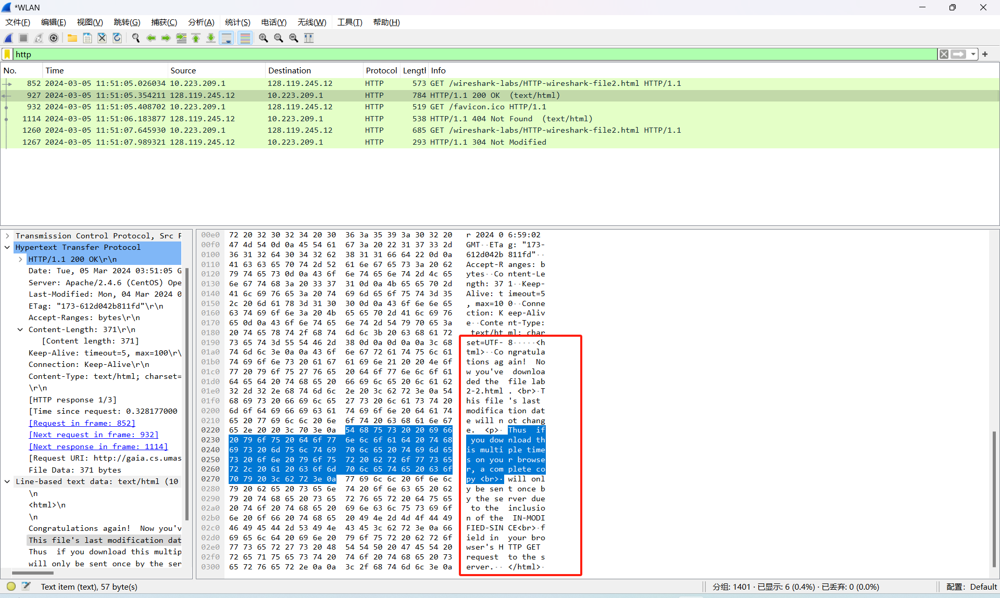 *WLAN
文件(F) 编辑(E) 视图(V) 跳转(G) 捕获(C) 分析(A) 统计(S) 电话(Y) 无线(W) 工具(T) 帮助(H)
http
No. Time Source Destination Protocol Length Info
852 2024-03-05 11:51:05.026034 10.223.209.1 128.119.245.12 HTTP 573 GET /wireshark-labs/HTTP-wireshark-file2.html HTTP/1.1
927 2024-03-05 11:51:05.354211 128.119.245.12 10.223.209.1 HTTP 784 HTTP/1.1 200 OK (text/html)
932 2024-03-05 11:51:05.408702 10.223.209.1 128.119.245.12 HTTP 519 GET /favicon.ico HTTP/1.1
1114 2024-03-05 11:51:06.183877 128.119.245.12 10.223.209.1 HTTP 538 HTTP/1.1 404 Not Found (text/html)
1260 2024-03-05 11:51:07.645930 10.223.209.1 128.119.245.12 HTTP 685 GET /wireshark-labs/HTTP-wireshark-file2.html HTTP/1.1
1267 2024-03-05 11:51:07.989321 128.119.245.12 10.223.209.1 HTTP 293 HTTP/1.1 304 Not Modified
Transmission Control Protocol, Src P
Hypertext Transfer Protocol
HTTP/1.1 200 OK\r\n
Date: Tue, 05 Mar 2024 03:51:05 G
Server: Apache/2.4.6 (CentOS) Ope
Last-Modified: Mon, 04 Mar 2024 0
ETag: "173-612d042b811fd"\r\n
Accept-Ranges: bytes\r\n
Content-Length: 371\r\n
[Content length: 371]
Keep-Alive: timeout=5, max=100\r\
Connection: Keep-Alive\r\n
Content-Type: text/html; charset=
\r\n
[HTTP response 1/3]
[Time since request: 0.328177000
[Request in frame: 852]
[Next request in frame: 932]
[Next response in frame: 1114]
[Request URI: http://gaia.cs.umas
File Data: 371 bytes
Line-based text data: text/html (10
\n
<html>\n
\n
Congratulations again!  Now you'v
This file's last modification dat
Thus  if you download this multip
will only be sent once by the ser
00e0 72 20 32 30 32 34 20 30 36 3a 35 39 3a 30 32 20 r 2024 0 6:59:02
00f0 47 4d 54 0d 0a 45 54 61 67 3a 20 22 31 37 33 2d GMT··ETa g: "173-
0100 36 31 32 64 30 34 32 62 38 31 31 66 64 22 0d 0a 612d042b 811fd"··
0110 41 63 63 65 70 74 2d 52 61 6e 67 65 73 3a 20 62 Accept-R anges: b
0120 79 74 65 73 0d 0a 43 6f 6e 74 65 6e 74 2d 4c 65 ytes··Co ntent-Le
0130 6e 67 74 68 3a 20 33 37 31 0d 0a 4b 65 65 70 2d ngth: 37 1··Keep-
0140 41 6c 69 76 65 3a 20 74 69 6d 65 6f 75 74 3d 35 Alive: t imeout=5
0150 2c 20 6d 61 78 3d 31 30 30 0d 0a 43 6f 6e 6e 65 , max=10 0··Conne
0160 63 74 69 6f 6e 3a 20 4b 65 65 70 2d 41 6c 69 76 ction: K eep-Aliv
0170 65 0d 0a 43 6f 6e 74 65 6e 74 2d 54 79 70 65 3a e··Conte nt-Type:
0180 20 74 65 78 74 2f 68 74 6d 6c 3b 20 63 68 61 72 text/ht ml; char
0190 73 65 74 3d 55 54 46 2d 38 0d 0a 0d 0a 0a 3c 68 set=UTF- 8·····<h
01a0 74 6d 6c 3e 0a 0a 43 6f 6e 67 72 61 74 75 6c 61 tml>··Co ngratula
01b0 74 69 6f 6e 73 20 61 67 61 69 6e 21 20 20 4e 6f tions ag ain!  No
01c0 77 20 79 6f 75 27 76 65 20 64 6f 77 6e 6c 6f 61 w you've  downloa
01d0 64 65 64 20 74 68 65 20 66 69 6c 65 20 6c 61 62 ded the  file lab
01e0 32 2d 32 2e 68 74 6d 6c 2e 20 3c 62 72 3e 0a 54 2-2.html . <br>·T
01f0 68 69 73 20 66 69 6c 65 27 73 20 6c 61 73 74 20 his file 's last
0200 6d 6f 64 69 66 69 63 61 74 69 6f 6e 20 64 61 74 modifica tion dat
0210 65 20 77 69 6c 6c 20 6e 6f 74 20 63 68 61 6e 67 e will n ot chang
0220 65 2e 20 20 3c 70 3e 0a 54 68 75 73 20 20 69 66 e.  <p>· Thus  if
0230 20 79 6f 75 20 64 6f 77 6e 6c 6f 61 64 20 74 68 you dow nload th
0240 69 73 20 6d 75 6c 74 69 70 6c 65 20 74 69 6d 65 is multi ple time
0250 73 20 6f 6e 20 79 6f 75 72 20 62 72 6f 77 73 65 s on you r browse
0260 72 2c 20 61 20 63 6f 6d 70 6c 65 74 65 20 63 6f r, a com plete co
0270 70 79 20 3c 62 72 3e 0a 77 69 6c 6c 20 6f 6e 6c py <br>· will onl
0280 79 20 62 65 20 73 65 6e 74 20 6f 6e 63 65 20 62 y be sen t once b
0290 79 20 74 68 65 20 73 65 72 76 65 72 20 64 75 65 y the se rver due
02a0 20 74 6f 20 74 68 65 20 69 6e 63 6c 75 73 69 6f to the  inclusio
02b0 6e 20 6f 66 20 74 68 65 20 49 4e 2d 4d 4f 44 49 n of the  IN-MODI
02c0 46 49 45 44 2d 53 49 4e 43 45 3c 62 72 3e 0a 66 FIED-SIN CE<br>·f
02d0 69 65 6c 64 20 69 6e 20 79 6f 75 72 20 62 72 6f ield in  your bro
02e0 77 73 65 72 27 73 20 48 54 54 50 20 47 45 54 20 wser's H TTP GET
02f0 72 65 71 75 65 73 74 20 74 6f 20 74 68 65 20 73 request  to the s
0300 65 72 76 65 72 2e 0a 0a 3c 2f 68 74 6d 6c 3e 0a erver.·· </html>·
Text item (text), 57 byte(s)
分组: 1401 · 已显示: 6 (0.4%) · 已丢弃: 0 (0.0%)
配置: Default